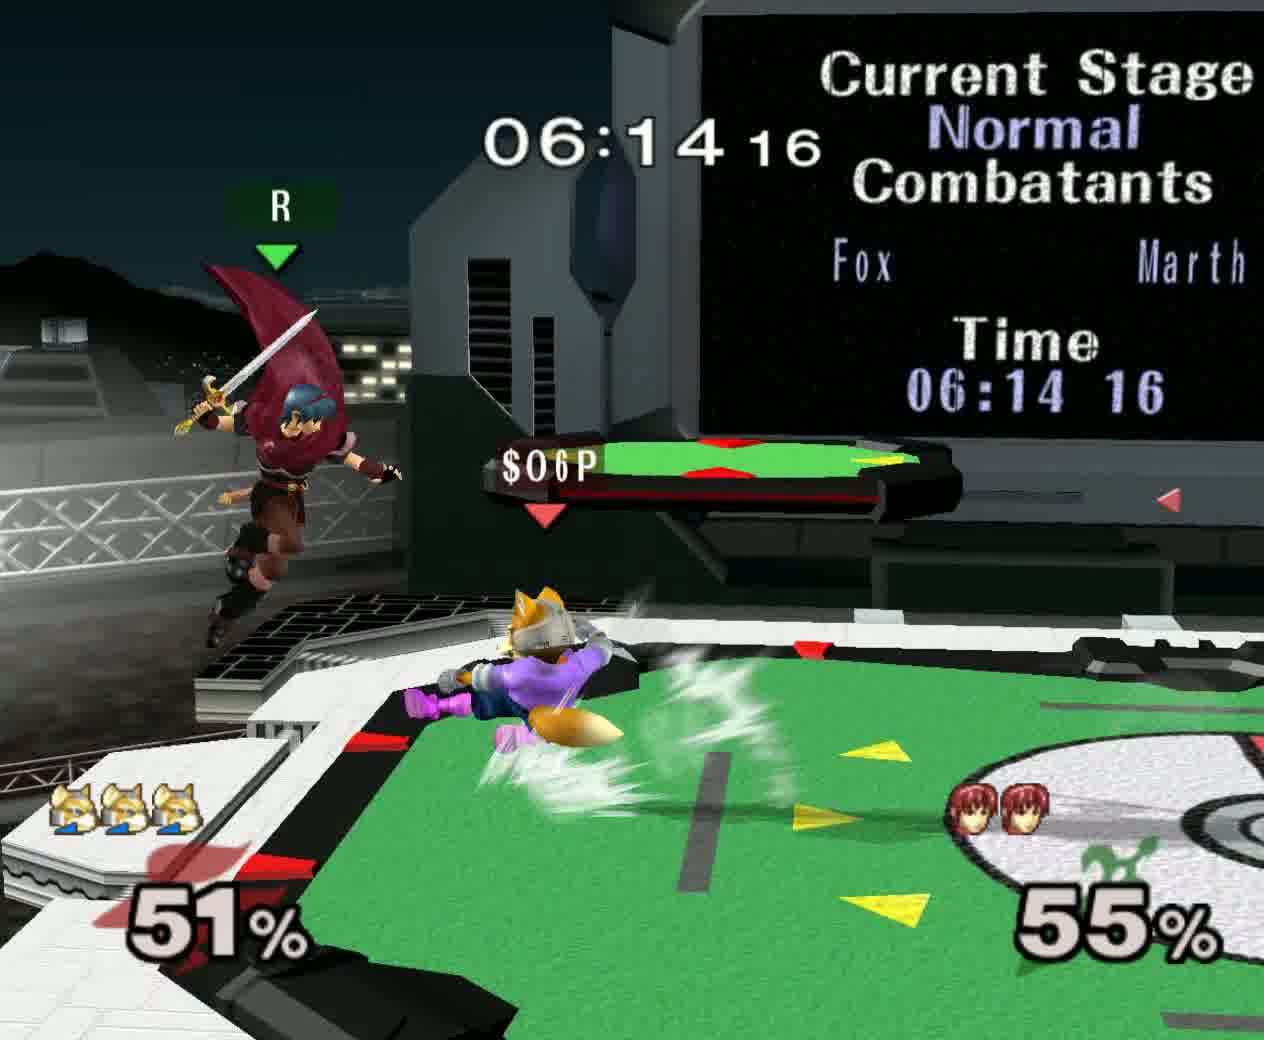 Current Stage
Normal
06:14 16
Combatants
R
Fox Marth
Time
06:14 16
$06P
51%
55%